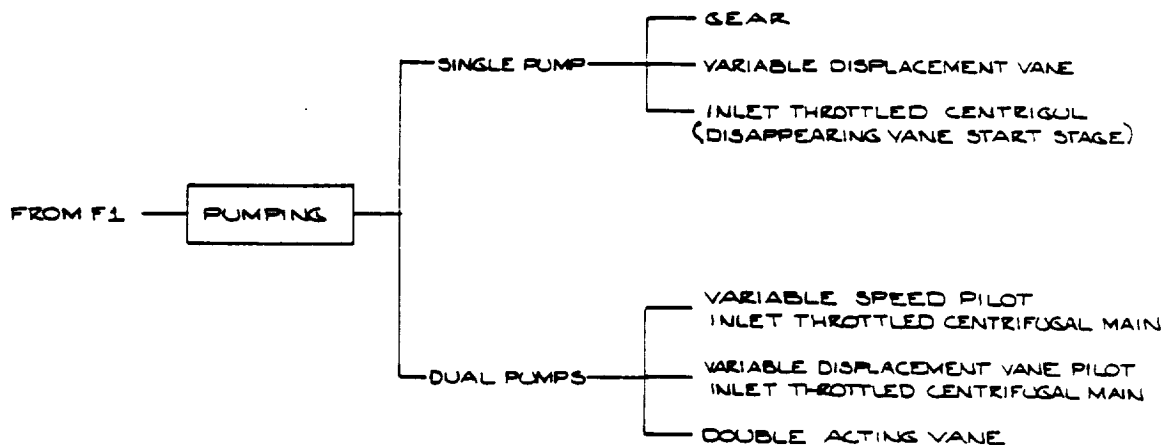 GEAR
SINGLE PUMP
VARIABLE DISPLACEMENT VANE
INLET THROTTLED CENTRIGUL
(DISAPPEARING VANE START STAGE)
FROM F1
PUMPING
VARIABLE SPEED PILOT
INLET THROTTLED CENTRIFUGAL MAIN
DUAL PUMPS
VARIABLE DISPLACEMENT VANE PILOT
INLET THROTTLED CENTRIFUGAL MAIN
DOUBLE ACTING VANE